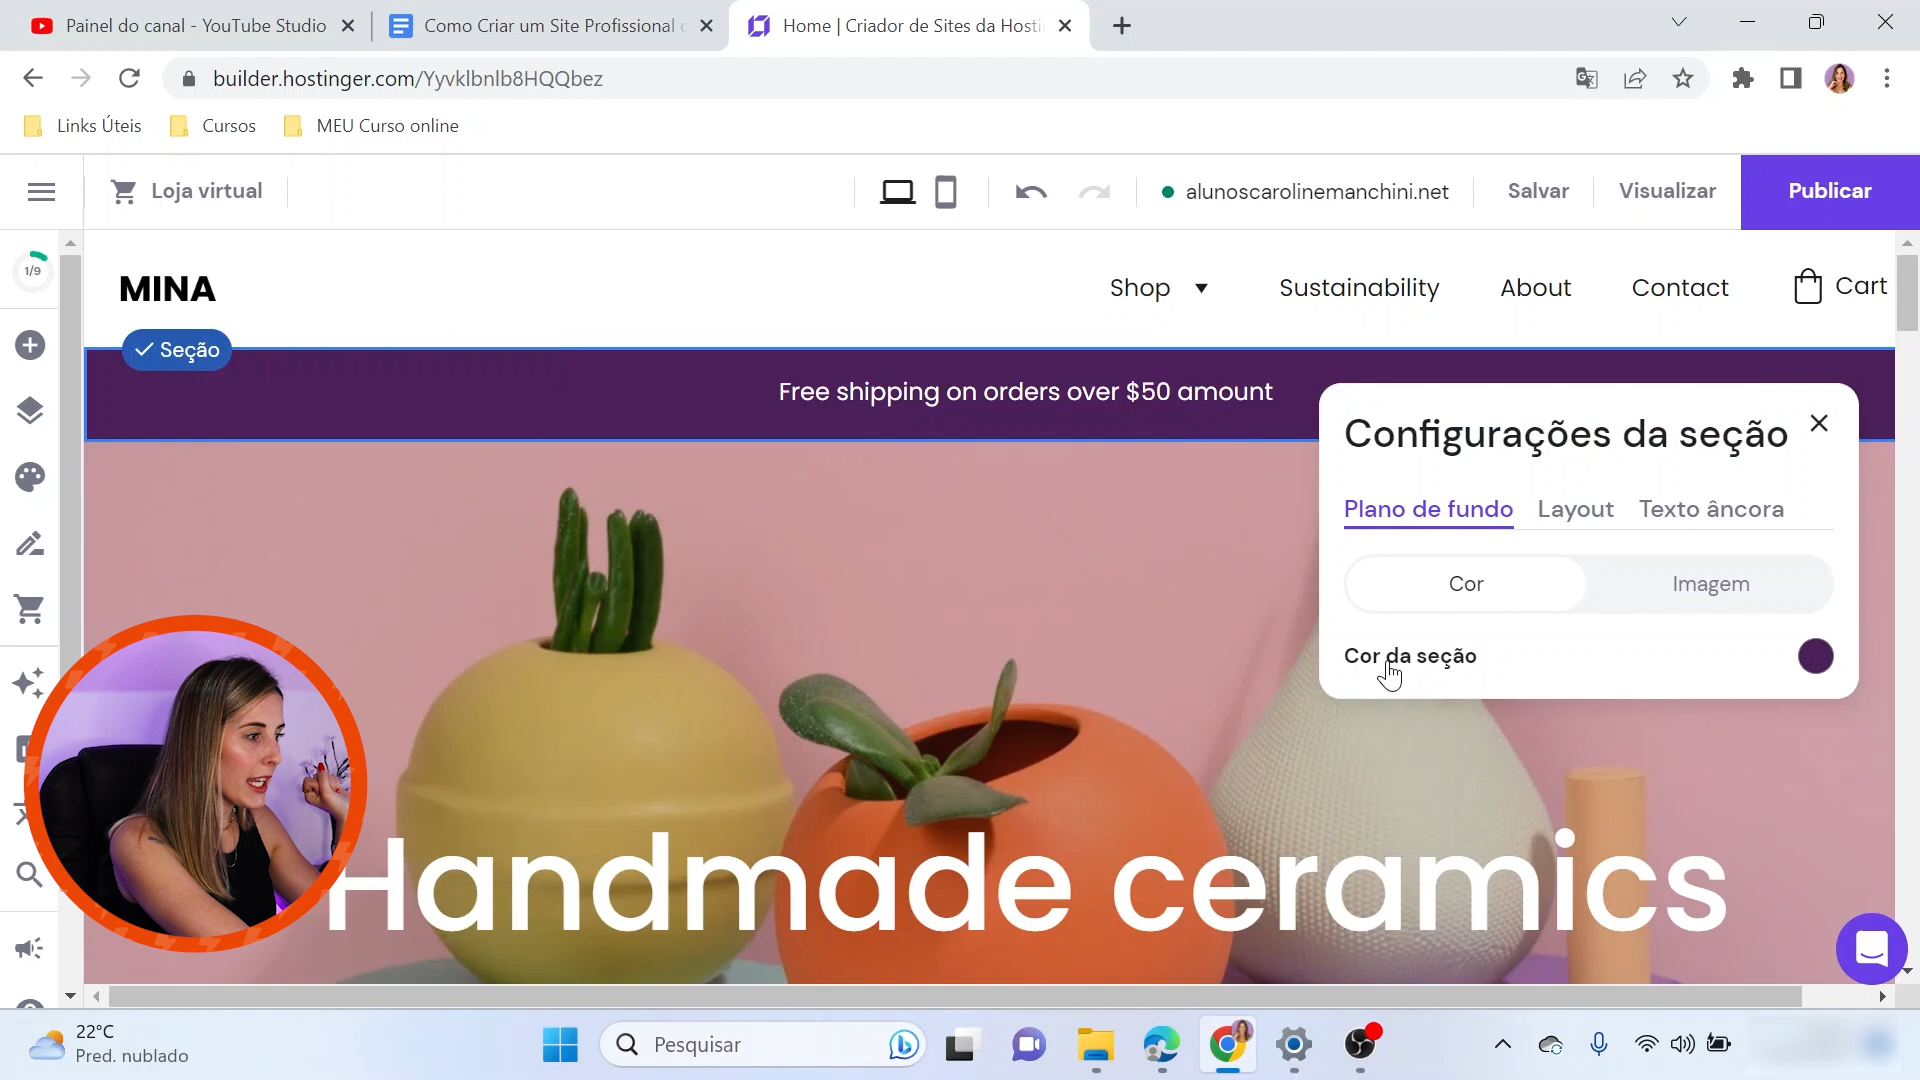 Painel do canal - YouTube Studio
Como Criar um Site Profissional
Home | Criador de Sites da Hosti
builder.hostinger.com/YyvklbnIb8HQQbez
Links Úteis
Cursos
MEU Curso online
Loja virtual
alunoscarolinemanchini.net
Salvar
Visualizar
Publicar
1/9
MINA
Shop
Sustainability
About
Contact
Cart
Seção
Free shipping on orders over $50 amount
Configurações da seção
Plano de fundo
Layout
Texto âncora
Cor
Imagem
Cor da seção
Handmade ceramics
22°C
Pred. nublado
Pesquisar